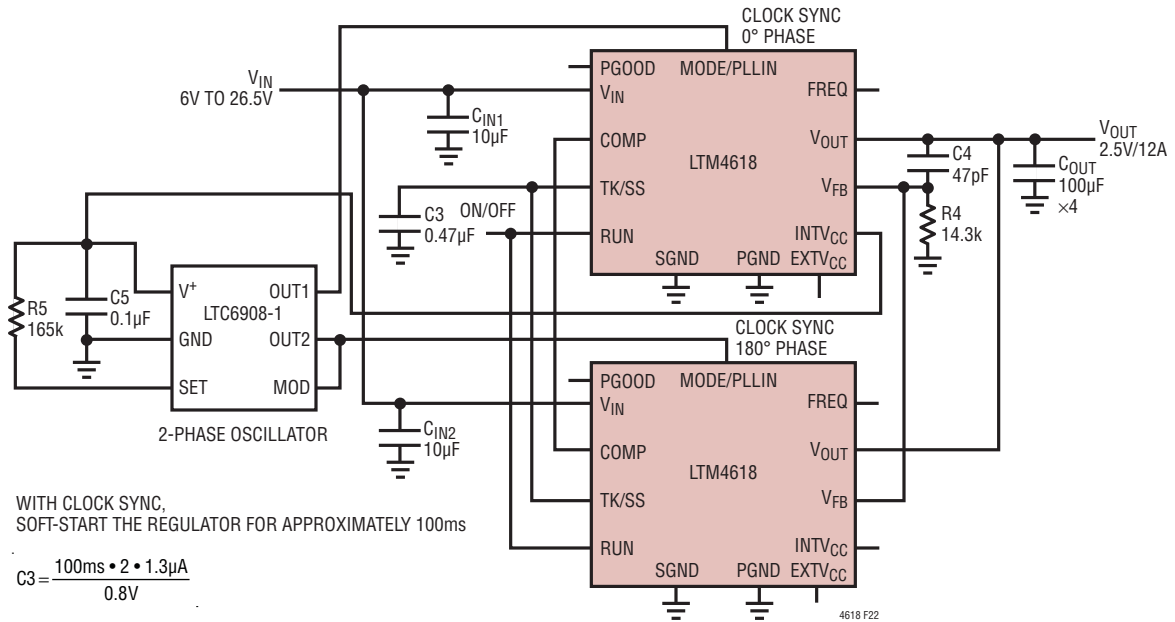 CLOCK SYNC
0° PHASE
V_IN
6V TO 26.5V
PGOOD
MODE/PLLIN
V_IN
FREQ
C_IN1
10µF
COMP
V_OUT
V_OUT
2.5V/12A
LTM4618
C4
47pF
C_OUT
100µF
×4
TK/SS
V_FB
C3
0.47µF
ON/OFF
RUN
R4
14.3k
INTV_CC
SGND
PGND
EXTV_CC
R5
165k
C5
0.1µF
V+
OUT1
LTC6908-1
GND
OUT2
SET
MOD
2-PHASE OSCILLATOR
CLOCK SYNC
180° PHASE
PGOOD
MODE/PLLIN
V_IN
FREQ
C_IN2
10µF
COMP
V_OUT
LTM4618
TK/SS
V_FB
RUN
INTV_CC
SGND
PGND
EXTV_CC
WITH CLOCK SYNC,
SOFT-START THE REGULATOR FOR APPROXIMATELY 100ms
C3 = 100ms • 2 • 1.3µA
0.8V
4618 F22